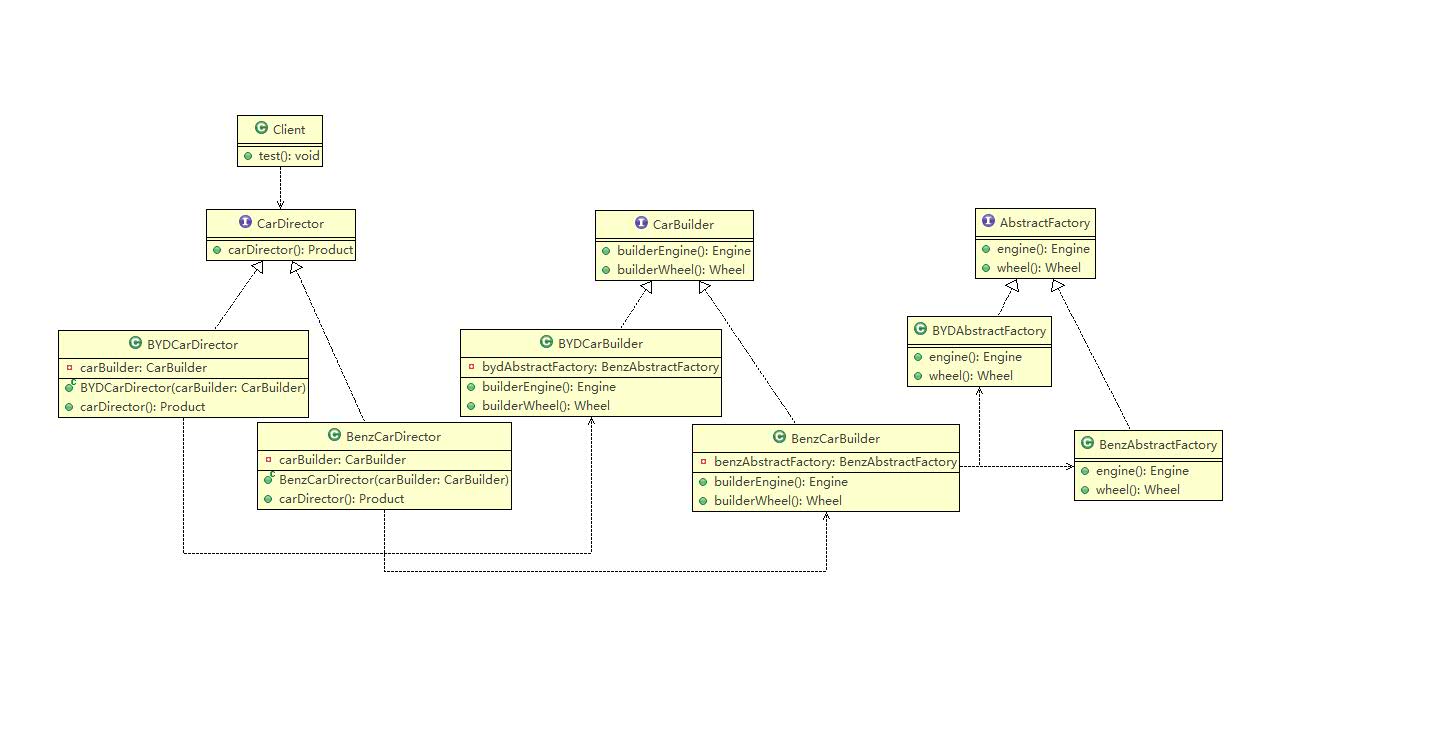 Client
test(): void
CarDirector
carDirector(): Product
CarBuilder
builderEngine(): Engine
builderWheel(): Wheel
AbstractFactory
engine(): Engine
wheel(): Wheel
BYDCarDirector
carBuilder: CarBuilder
BYDCarDirector(carBuilder: CarBuilder)
carDirector(): Product
BenzCarDirector
carBuilder: CarBuilder
BenzCarDirector(carBuilder: CarBuilder)
carDirector(): Product
BYDCarBuilder
bydAbstractFactory: BenzAbstractFactory
builderEngine(): Engine
builderWheel(): Wheel
BenzCarBuilder
benzAbstractFactory: BenzAbstractFactory
builderEngine(): Engine
builderWheel(): Wheel
BYDAbstractFactory
engine(): Engine
wheel(): Wheel
BenzAbstractFactory
engine(): Engine
wheel(): Wheel